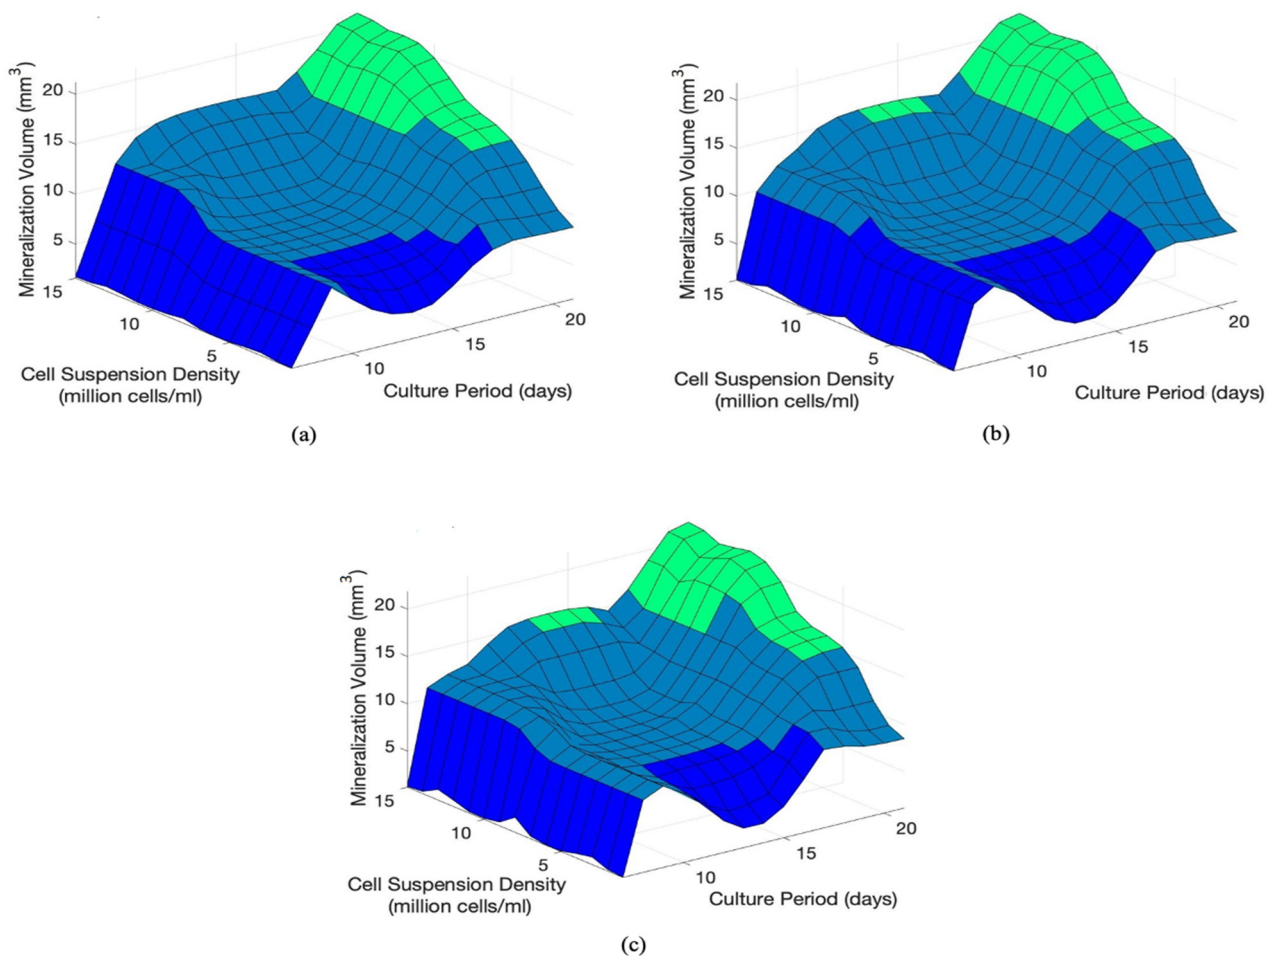 Mineralization Volume (mm3)
20
15
10
5
15
10
5
Cell Suspension Density
(million cells/ml)
10
15
20
Culture Period (days)
(a)
Mineralization Volume (mm3)
20
15
10
5
15
10
5
Cell Suspension Density
(million cells/ml)
10
15
20
Culture Period (days)
(b)
Mineralization Volume (mm3)
20
15
10
5
15
10
5
Cell Suspension Density
(million cells/ml)
10
15
20
Culture Period (days)
(c)